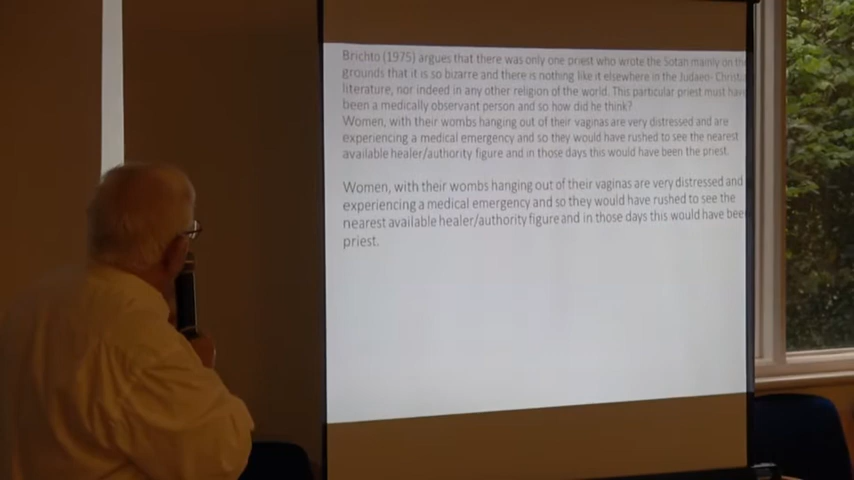 Brichto (1975) argues that there was only one priest who wrote the Sotah mainly on the
grounds that it is so bizarre and there is nothing like it elsewhere in the Judaeo- Christ
literature, nor indeed in any other religion of the world. This particular priest must hav
been a medically observant person and so how did he think?
Women, with their wombs hanging out of their vaginas are very distressed and are
experiencing a medical emergency and so they would have rushed to see the nearest
available healer/authority figure and in those days this would have been the priest.
Women, with their wombs hanging out of their vaginas are very distressed and
experiencing a medical emergency and so they would have rushed to see the
nearest available healer/authority figure and in those days this would have bee
priest.